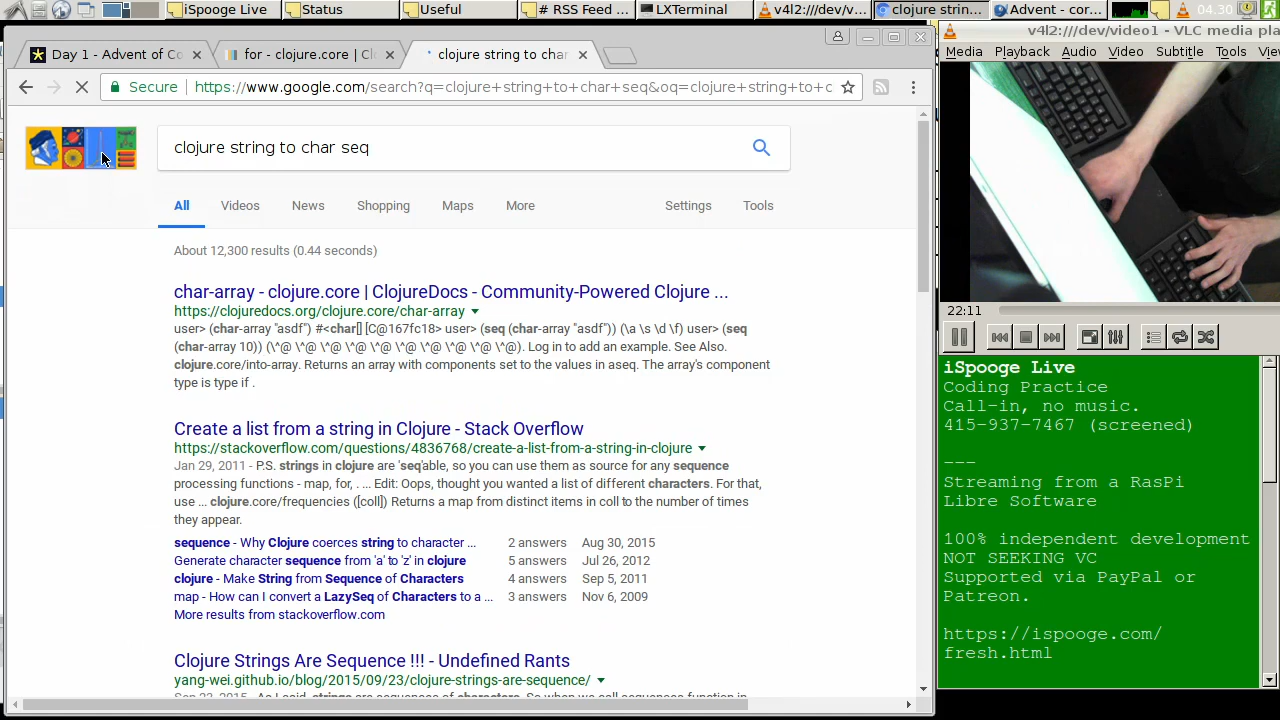 iSpooge Live
Status
Useful
# RSS Feed ...
LXTerminal
v4l2:///dev/v...
clojure strin...
Advent - cor...
04.30
Day 1 - Advent of Co
for - clojure.core | Cl
clojure string to char
Secure
https://www.google.com/search?q=clojure+string+to+char+seq&oq=clojure+string+to+c
clojure string to char seq
All
Videos
News
Shopping
Maps
More
Settings
Tools
About 12,300 results (0.44 seconds)
char-array - clojure.core | ClojureDocs - Community-Powered Clojure ...
https://clojuredocs.org/clojure.core/char-array
user> (char-array "asdf") #<char[] [C@167fc18> user> (seq (char-array "asdf")) (\a \s \d \f) user> (seq
(char-array 10)) (\^@ \^@ \^@ \^@ \^@ \^@ \^@ \^@ \^@ \^@). Log in to add an example. See Also.
clojure.core/into-array. Returns an array with components set to the values in aseq. The array's component
type is type if .
Create a list from a string in Clojure - Stack Overflow
https://stackoverflow.com/questions/4836768/create-a-list-from-a-string-in-clojure
Jan 29, 2011 - P.S. strings in clojure are 'seq'able, so you can use them as source for any sequence
processing functions - map, for, . ... Edit: Oops, thought you wanted a list of different characters. For that,
use ... clojure.core/frequencies ([coll]) Returns a map from distinct items in coll to the number of times
they appear.
sequence - Why Clojure coerces string to character ... 2 answers Aug 30, 2015
Generate character sequence from 'a' to 'z' in clojure 5 answers Jul 26, 2012
clojure - Make String from Sequence of Characters 4 answers Sep 5, 2011
map - How can I convert a LazySeq of Characters to a ... 3 answers Nov 6, 2009
More results from stackoverflow.com
Clojure Strings Are Sequence !!! - Undefined Rants
yang-wei.github.io/blog/2015/09/23/clojure-strings-are-sequence/
v4l2:///dev/video1 - VLC media pla
Media Playback Audio Video Subtitle Tools Vie
22:11
iSpooge Live
Coding Practice
Call-in, no music.
415-937-7467 (screened)
---
Streaming from a RasPi
Libre Software
100% independent development
NOT SEEKING VC
Supported via PayPal or
Patreon.
https://ispooge.com/
fresh.html